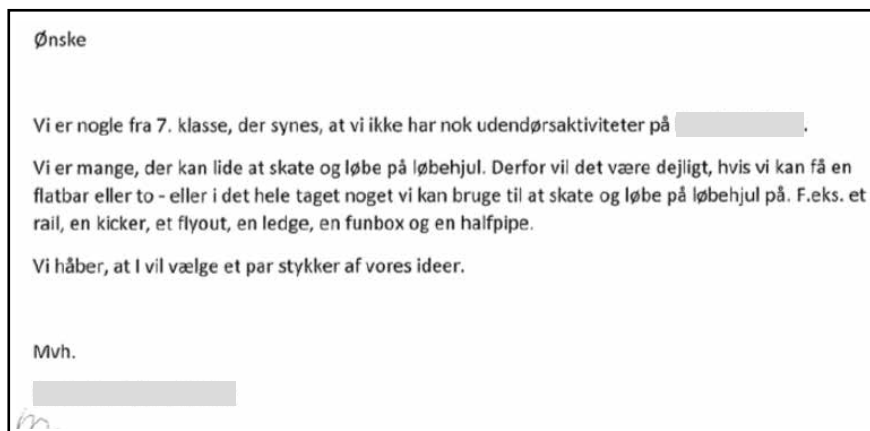 Ønske
Vi er nogle fra 7. klasse, der synes, at vi ikke har nok udendørsaktiviteter på .
Vi er mange, der kan lide at skate og løbe på løbehjul. Derfor vil det være dejligt, hvis vi kan få en
flatbar eller to - eller i det hele taget noget vi kan bruge til at skate og løbe på løbehjul på. F.eks. et
rail, en kicker, et flyout, en ledge, en funbox og en halfpipe.
Vi håber, at I vil vælge et par stykker af vores ideer.
Mvh.